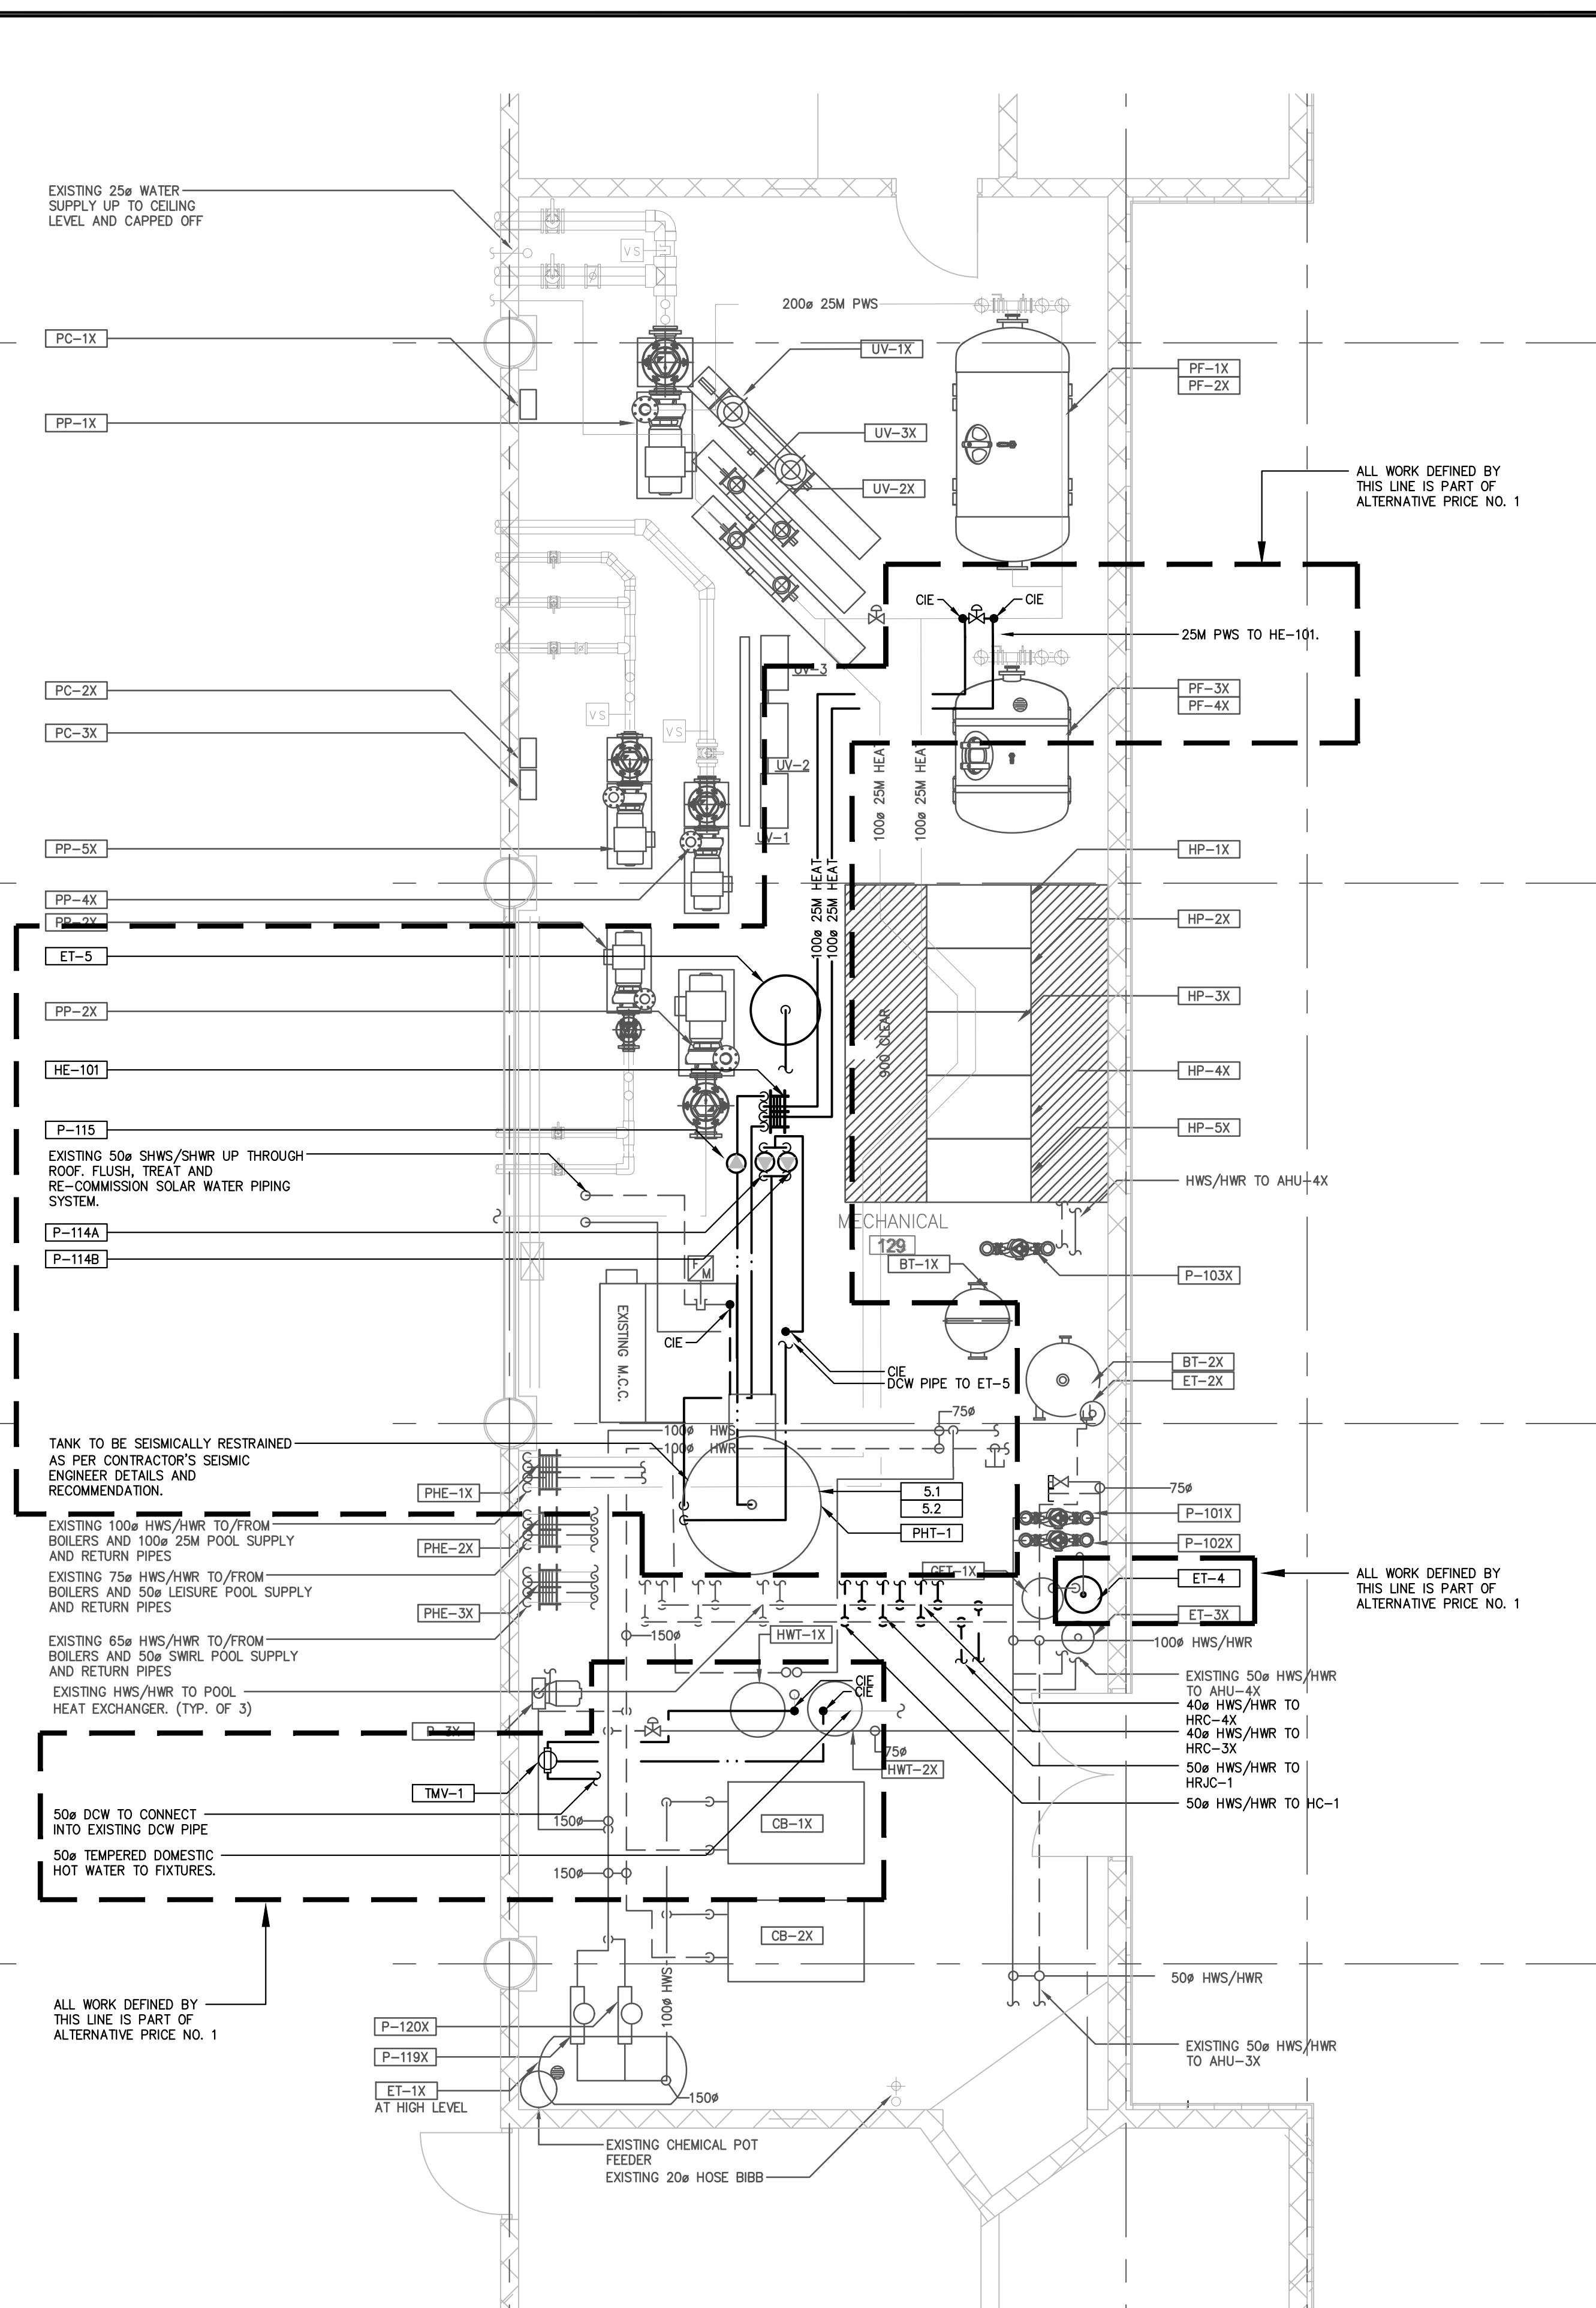 EXISTING 25ø WATER
SUPPLY UP TO CEILING
LEVEL AND CAPPED OFF
VS
200ø 25M PWS
PC-1X
UV-1X
PF-1X
PF-2X
PP-1X
UV-3X
UV-2X
ALL WORK DEFINED BY
THIS LINE IS PART OF
ALTERNATIVE PRICE NO. 1
CIE
CIE
25M PWS TO HE-101.
UV-3
PC-2X
PF-3X
PF-4X
VS
VS
PC-3X
UV-2
100ø 25M HEAT
100ø 25M HEAT
UV-1
PP-5X
HP-1X
100ø 25M HEAT
100ø 25M HEAT
PP-4X
PP-2X
HP-2X
ET-5
HP-3X
PP-2X
900 CLEAR
HE-101
HP-4X
P-115
HP-5X
EXISTING 50ø SHWS/SHWR UP THROUGH
ROOF. FLUSH, TREAT AND
RE-COMMISSION SOLAR WATER PIPING
SYSTEM.
HWS/HWR TO AHU-4X
P-114A
MECHANICAL
129
P-114B
F
M
BT-1X
P-103X
EXISTING M.C.C.
CIE
CIE
DCW PIPE TO ET-5
BT-2X
ET-2X
75ø
100ø HWS
100ø HWR
TANK TO BE SEISMICALLY RESTRAINED
AS PER CONTRACTOR'S SEISMIC
ENGINEER DETAILS AND
RECOMMENDATION.
PHE-1X
5.1
5.2
75ø
P-101X
EXISTING 100ø HWS/HWR TO/FROM
BOILERS AND 100ø 25M POOL SUPPLY
AND RETURN PIPES
PHE-2X
PHT-1
P-102X
EXISTING 75ø HWS/HWR TO/FROM
BOILERS AND 50ø LEISURE POOL SUPPLY
AND RETURN PIPES
PHE-3X
ET-4
ALL WORK DEFINED BY
THIS LINE IS PART OF
ALTERNATIVE PRICE NO. 1
ET-3X
EXISTING 65ø HWS/HWR TO/FROM
BOILERS AND 50ø SWRL POOL SUPPLY
AND RETURN PIPES
150ø
HWT-1X
100ø HWS/HWR
EXISTING HWS/HWR TO POOL
HEAT EXCHANGER. (TYP. OF 3)
CIE
CIE
EXISTING 50ø HWS/HWR
TO AHU-4X
40ø HWS/HWR TO
HRC-4X
40ø HWS/HWR TO
HRC-3X
P-3X
75ø
HWT-2X
50ø HWS/HWR TO
HRJC-1
TMV-1
50ø HWS/HWR TO HC-1
50ø DCW TO CONNECT
INTO EXISTING DCW PIPE
150ø
CB-1X
50ø TEMPERED DOMESTIC
HOT WATER TO FIXTURES.
150ø
CB-2X
100ø HWS
50ø HWS/HWR
ALL WORK DEFINED BY
THIS LINE IS PART OF
ALTERNATIVE PRICE NO. 1
P-120X
P-119X
EXISTING 50ø HWS/HWR
TO AHU-3X
ET-1X
AT HIGH LEVEL
150ø
EXISTING CHEMICAL POT
FEEDER
EXISTING 20ø HOSE BIBB